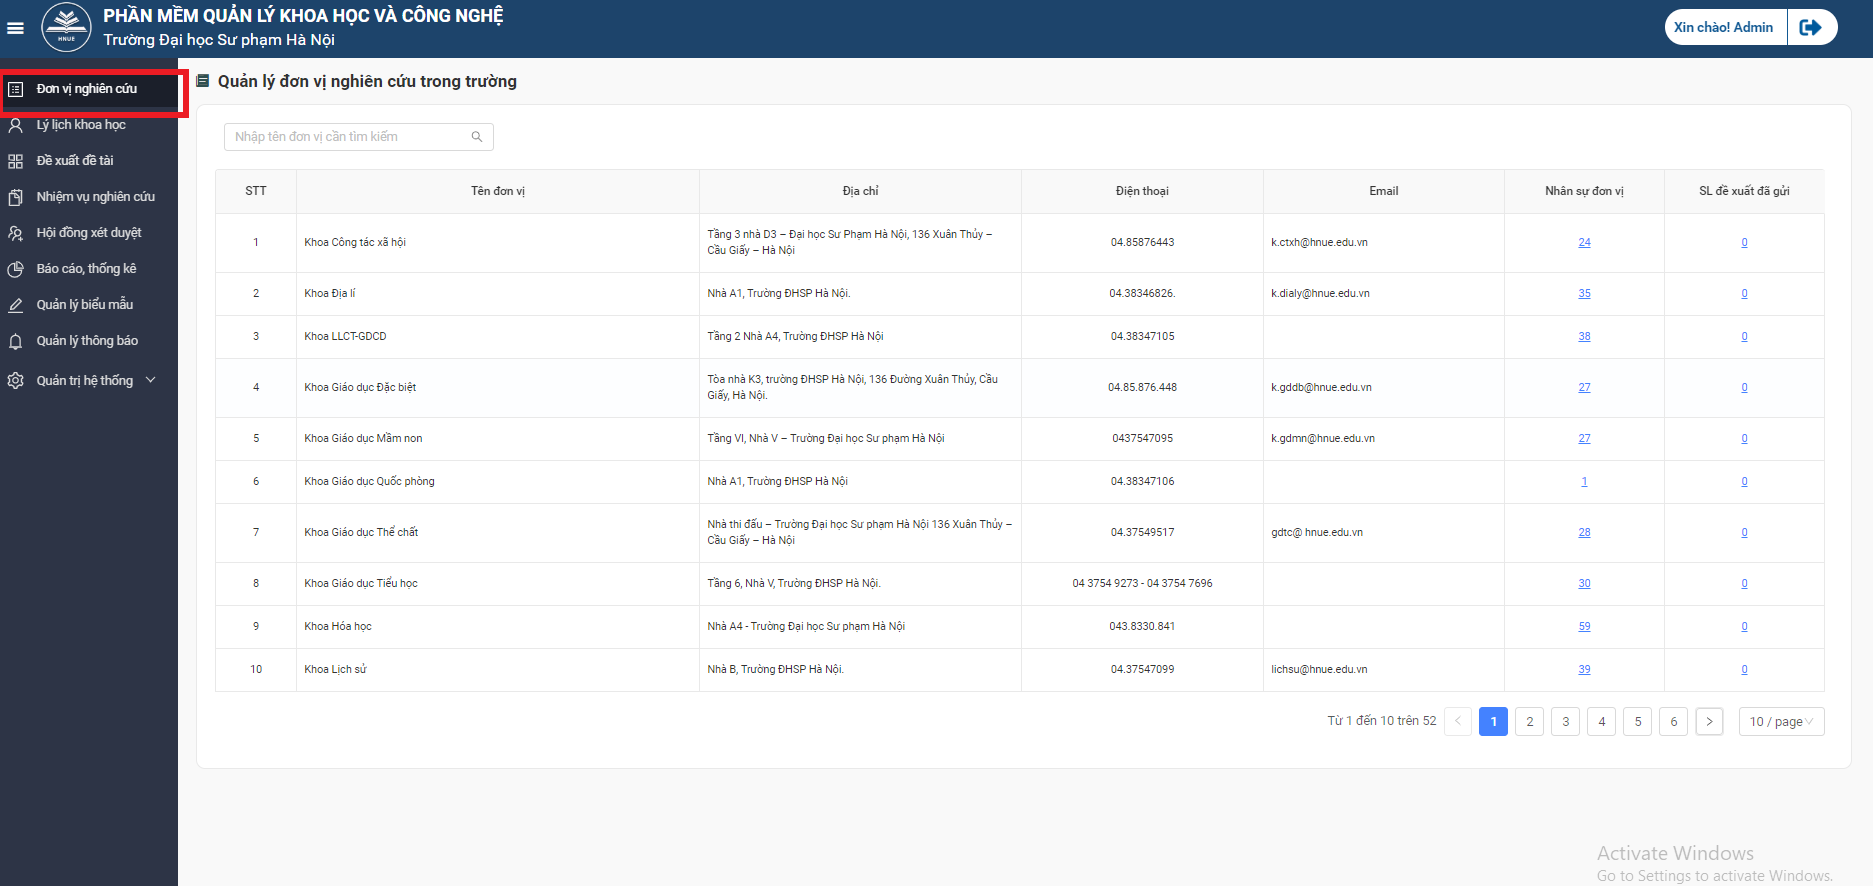 PHẦN MỀM QUẢN LÝ KHOA HỌC VÀ CÔNG NGHỆ
Trường Đại học Sư phạm Hà Nội
HNUE
Xin chào! Admin
Đơn vị nghiên cứu
Lý lịch khoa học
Đề xuất đề tài
Nhiệm vụ nghiên cứu
Hội đồng xét duyệt
Báo cáo, thống kê
Quản lý biểu mẫu
Quản lý thông báo
Quản trị hệ thống
Quản lý đơn vị nghiên cứu trong trường
Nhập tên đơn vị cần tìm kiếm
STT Tên đơn vị Địa chỉ Điện thoại Email Nhân sự đơn vị SL đề xuất đã gửi
1 Khoa Công tác xã hội Tầng 3 nhà D3 – Đại học Sư Phạm Hà Nội, 136 Xuân Thủy –
Cầu Giấy – Hà Nội 04.85876443 k.ctxh@hnue.edu.vn 24 0
2 Khoa Địa lí Nhà A1, Trường ĐHSP Hà Nội. 04.38346826. k.dialy@hnue.edu.vn 35 0
3 Khoa LLCT-GDCD Tầng 2 Nhà A4, Trường ĐHSP Hà Nội 04.38347105 38 0
4 Khoa Giáo dục Đặc biệt Tòa nhà K3, trường ĐHSP Hà Nội, 136 Đường Xuân Thủy, Cầu
Giấy, Hà Nội. 04.85.876.448 k.gddb@hnue.edu.vn 27 0
5 Khoa Giáo dục Mầm non Tầng VI, Nhà V – Trường Đại học Sư phạm Hà Nội 0437547095 k.gdmn@hnue.edu.vn 27 0
6 Khoa Giáo dục Quốc phòng Nhà A1, Trường ĐHSP Hà Nội 04.38347106 1 0
7 Khoa Giáo dục Thể chất Nhà thi đấu – Trường Đại học Sư phạm Hà Nội 136 Xuân Thủy –
Cầu Giấy – Hà Nội 04.37549517 gdtc@ hnue.edu.vn 28 0
8 Khoa Giáo dục Tiểu học Tầng 6, Nhà V, Trường ĐHSP Hà Nội. 04 3754 9273 - 04 3754 7696 30 0
9 Khoa Hóa học Nhà A4 - Trường Đại học Sư phạm Hà Nội 043.8330.841 59 0
10 Khoa Lịch sử Nhà B, Trường ĐHSP Hà Nội. 04.37547099 lichsu@hnue.edu.vn 39 0
Từ 1 đến 10 trên 52 < 1 2 3 4 5 6 > 10 / page
Activate Windows
Go to Settings to activate Windows.